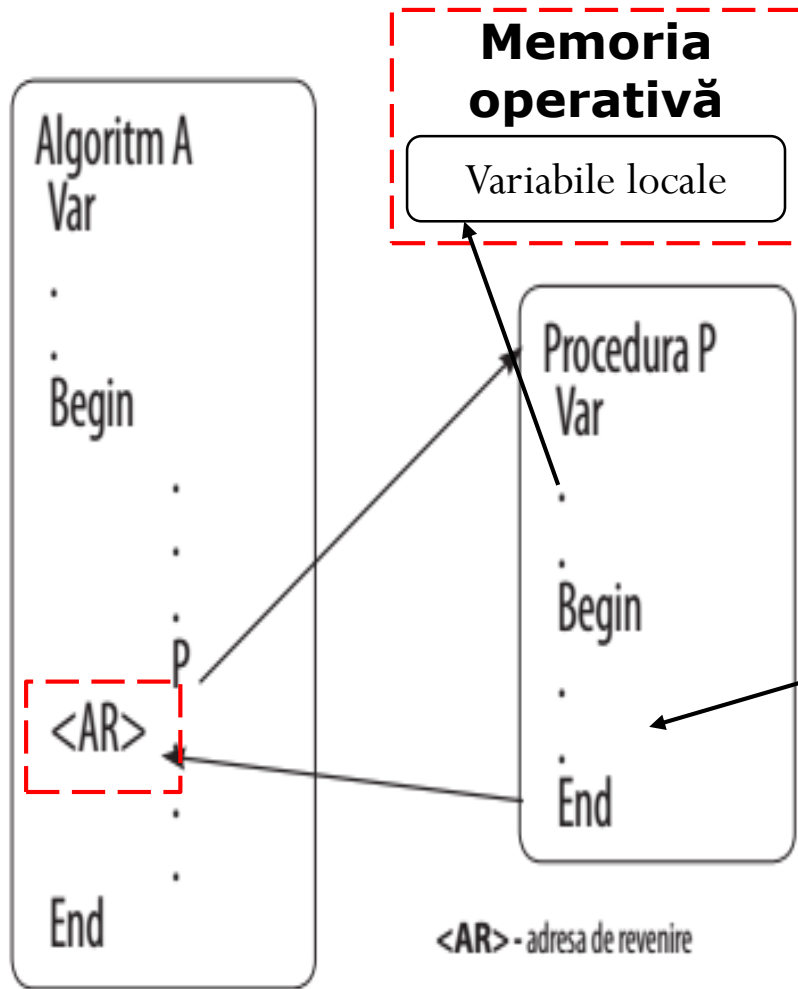 Memoria
operativă
Variabile locale
Algoritm A
Var
.
.
Begin
.
.
.
P
<AR>
.
.
End
Procedura P
Var
.
.
Begin
.
.
End
<AR> - adresa de revenire